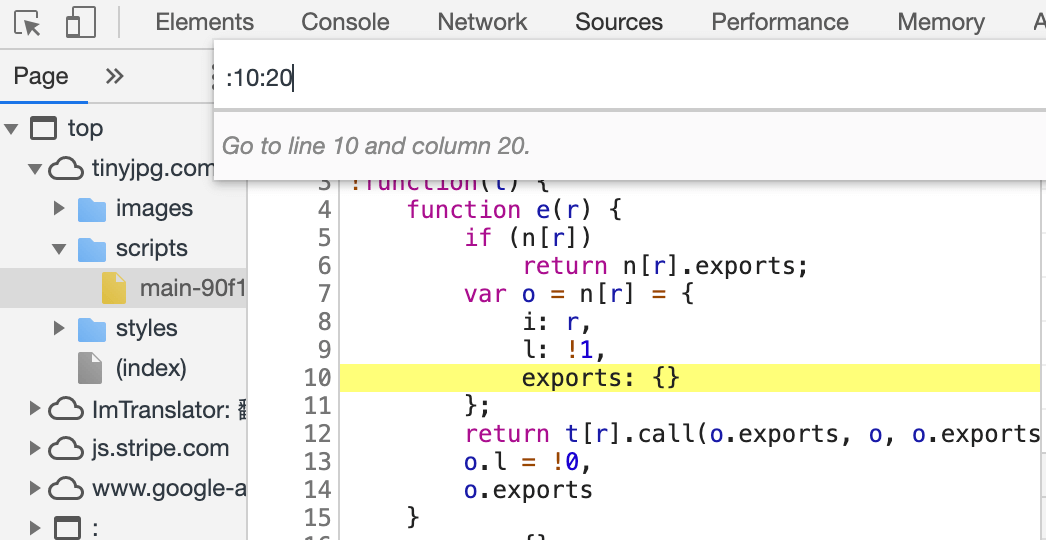 Elements Console Network Sources Performance Memory
Page
:10:20
Go to line 10 and column 20.
top
tinyjpg.com
images
scripts
main-90f1
styles
(index)
ImTranslator:
js.stripe.com
www.google-a
:
3 !function(t) {
4 function e(r) {
5 if (n[r])
6 return n[r].exports;
7 var o = n[r] = {
8 i: r,
9 l: !1,
10 exports: {}
11 };
12 return t[r].call(o.exports, o, o.exports
13 o.l = !0,
14 o.exports
15 }